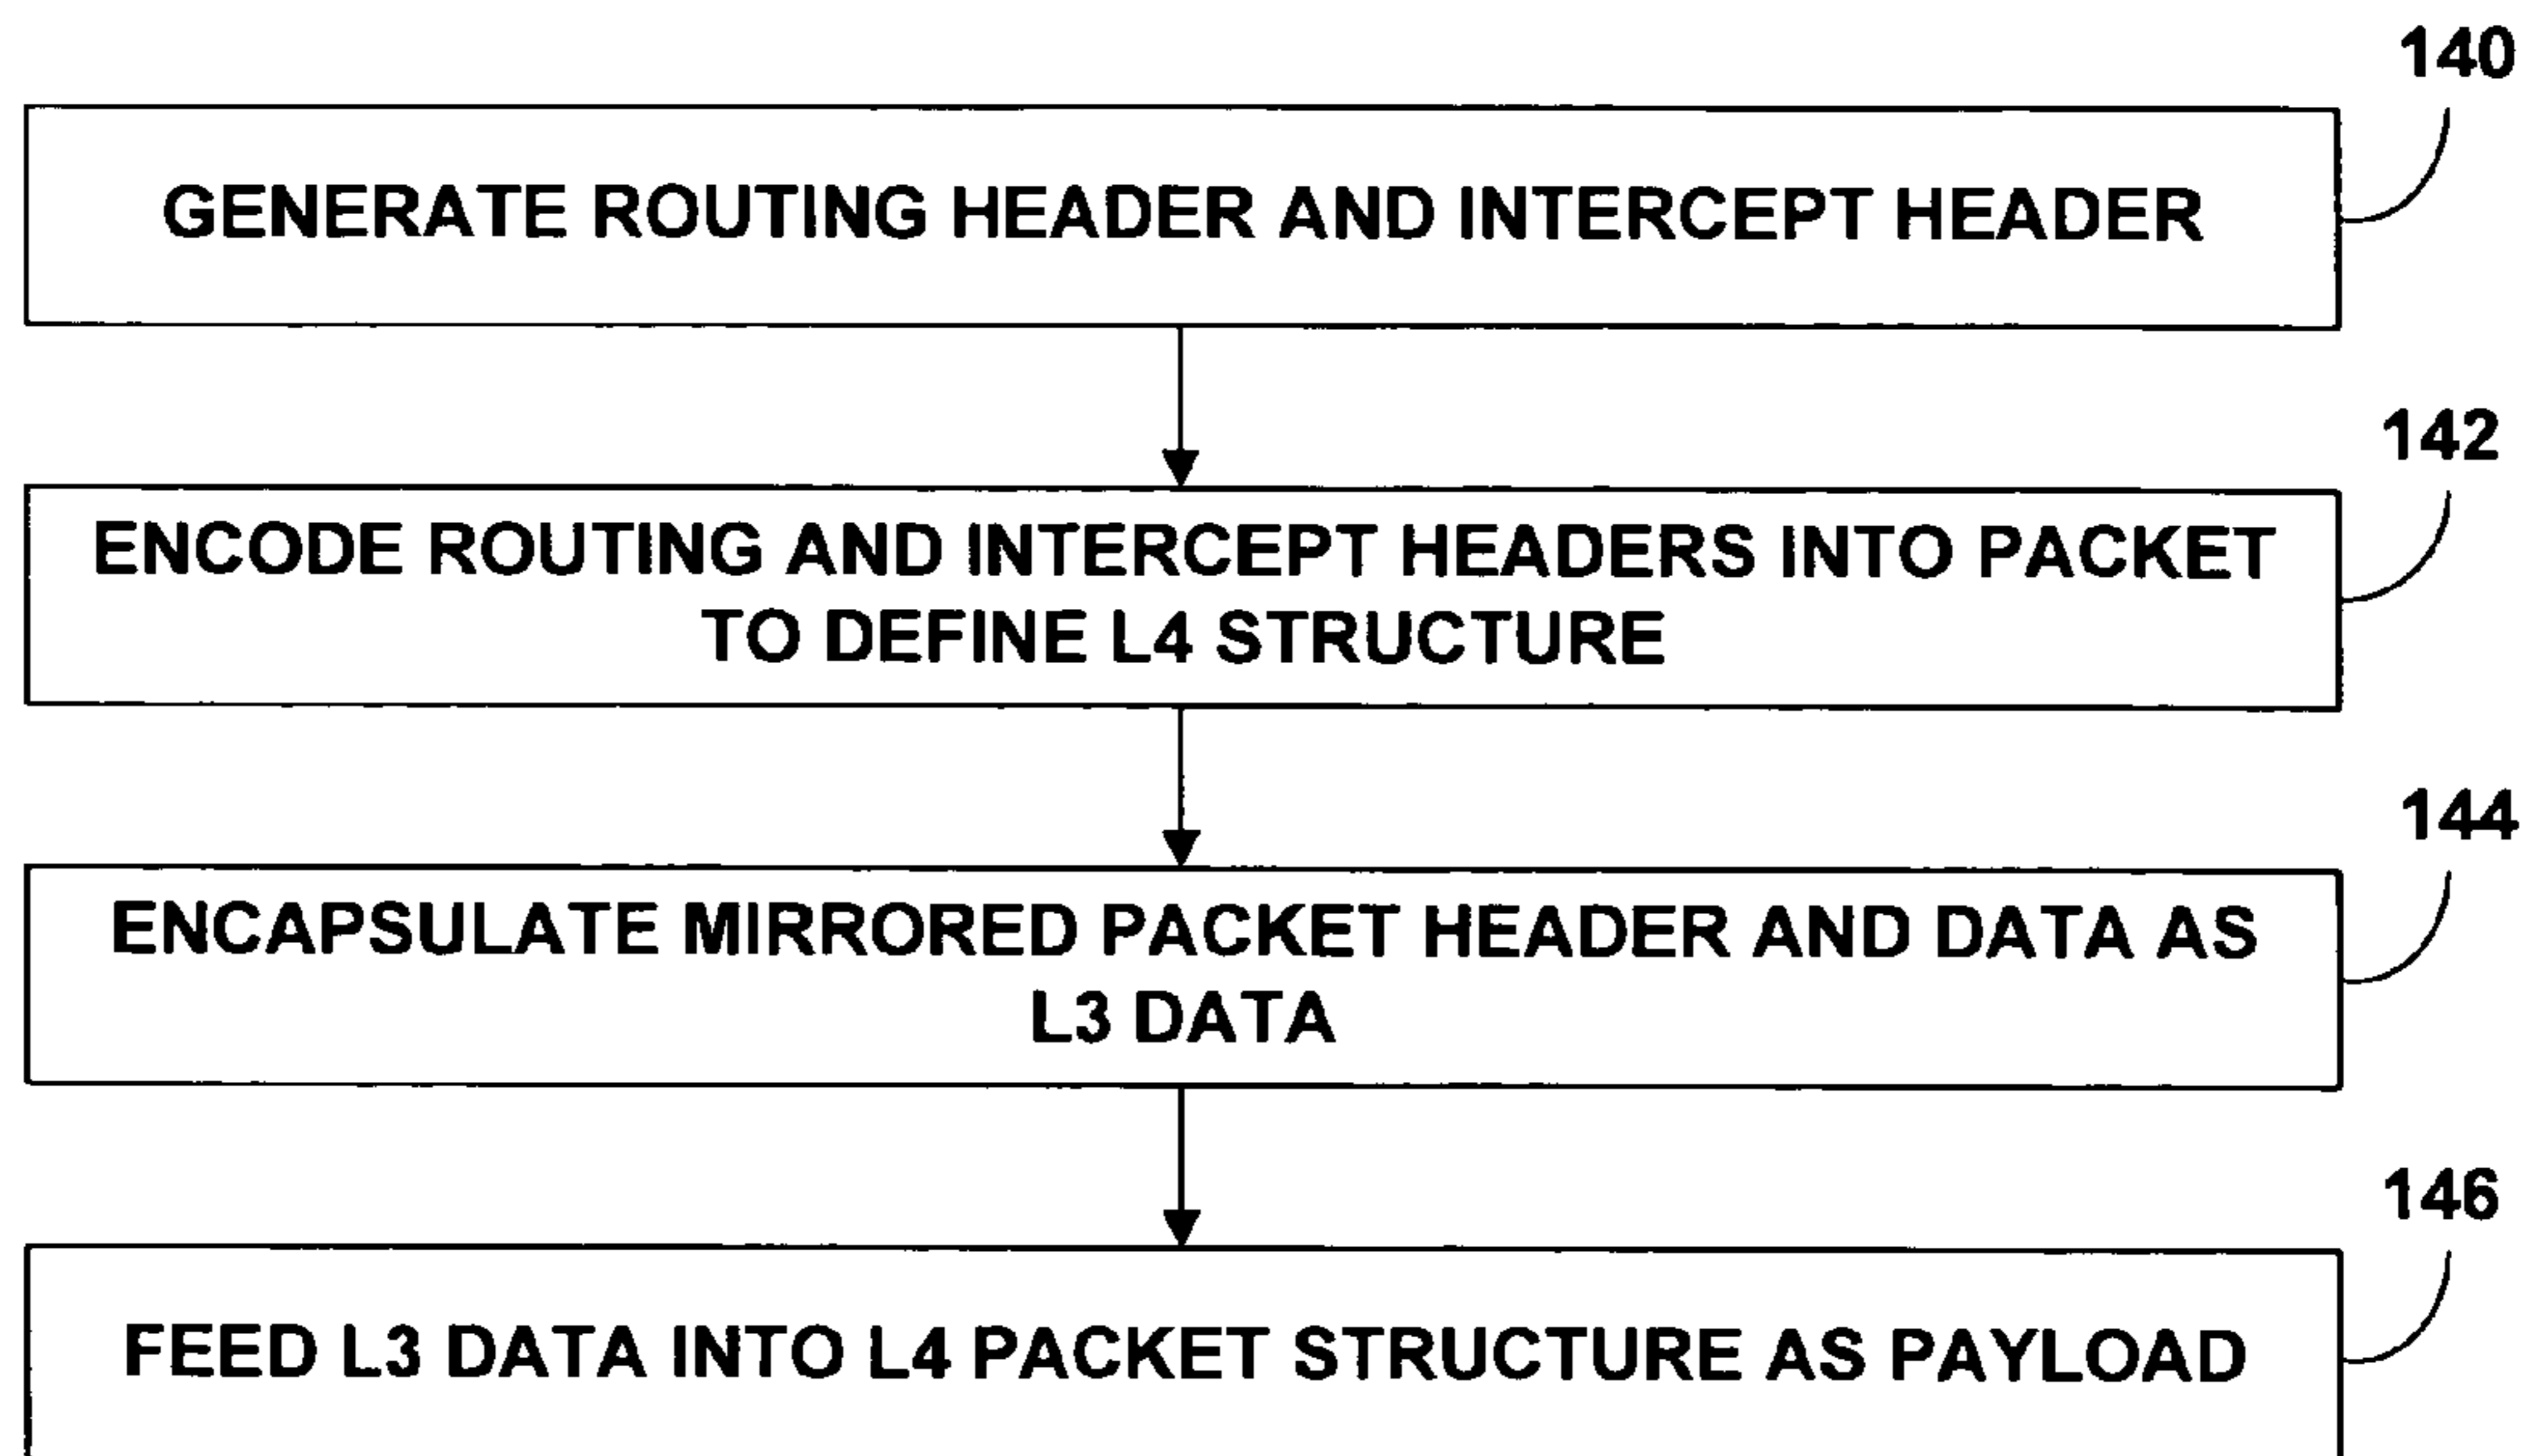 140
GENERATE ROUTING HEADER AND INTERCEPT HEADER
142
ENCODE ROUTING AND INTERCEPT HEADERS INTO PACKET
TO DEFINE L4 STRUCTURE
144
ENCAPSULATE MIRRORED PACKET HEADER AND DATA AS
L3 DATA
146
FEED L3 DATA INTO L4 PACKET STRUCTURE AS PAYLOAD